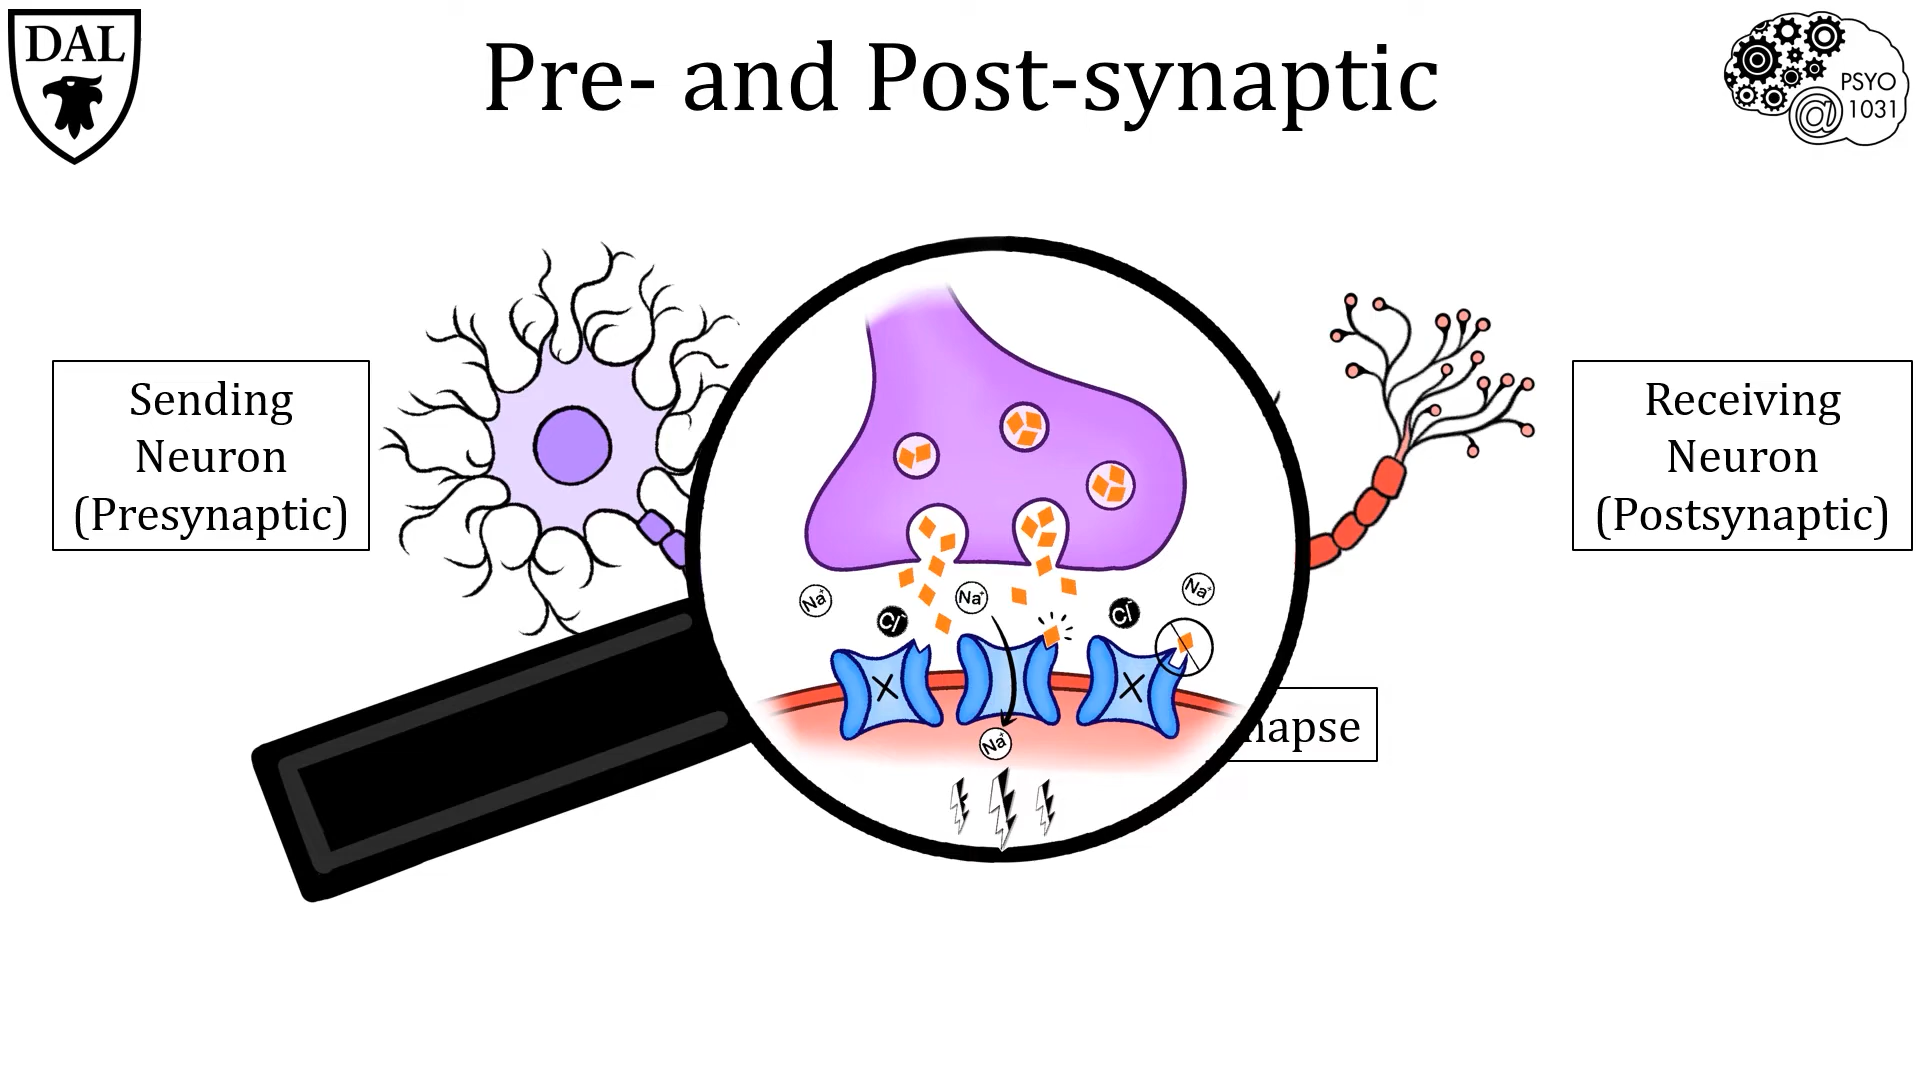 DAL
Pre- and Post-synaptic
PSYO
@ 1031
Sending
Neuron
(Presynaptic)
Receiving
Neuron
(Postsynaptic)
Na⁺
Cl⁻
Na⁺
Cl⁻
Na⁺
X
X
Na⁺